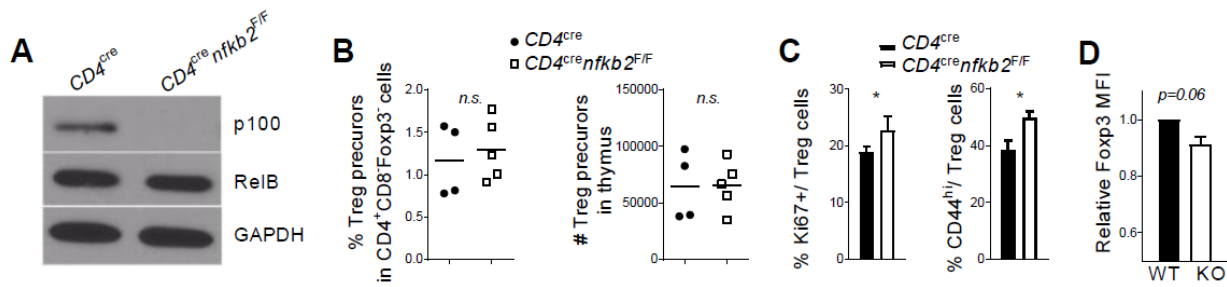 A
CD4cre
CD4cre nfkb2F/F
p100
RelB
GAPDH
B
CD4cre
CD4crenfkb2F/F
% Treg precurors
in CD4+CD8-Foxp3- cells
n.s.
2.0
1.5
1.0
0.5
0.0
# Treg precurors
in thymus
n.s.
150000
100000
50000
0
C
CD4cre
CD4crenfkb2F/F
% Ki67+/ Treg cells
*
30
20
10
0
% CD44hi/ Treg cells
*
60
40
20
0
D
Relative Foxp3 MFI
p=0.06
1.0
0.8
0.6
WT KO